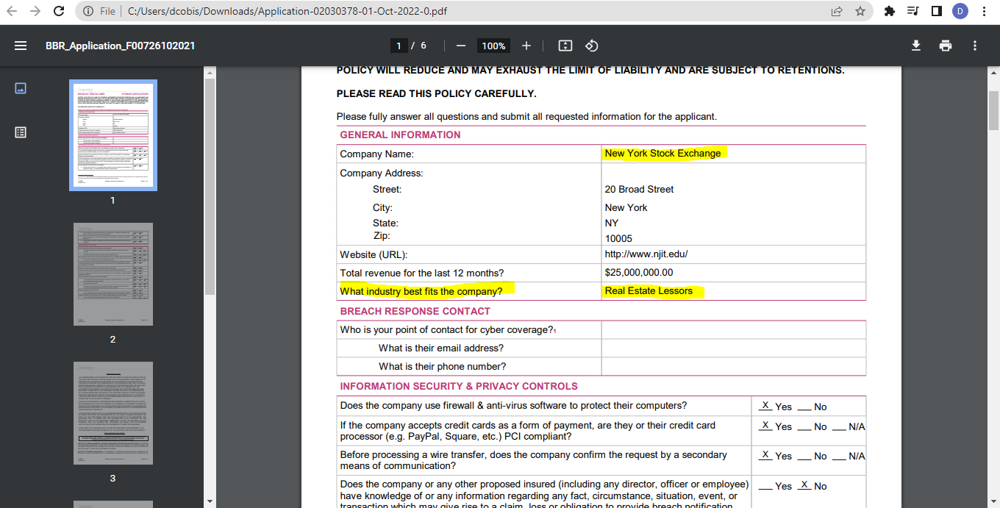 File
C:/Users/dcobis/Downloads/Application-02030378-01-Oct-2022-0.pdf
D
BBR_Application_F00726102021
1 / 6
100%
1
2
3
POLICY WILL REDUCE AND MAY EXHAUST THE LIMIT OF LIABILITY AND ARE SUBJECT TO RETENTIONS.
PLEASE READ THIS POLICY CAREFULLY.
Please fully answer all questions and submit all requested information for the applicant.
GENERAL INFORMATION
Company Name: New York Stock Exchange
Company Address:
Street: 20 Broad Street
City: New York
State: NY
Zip: 10005
Website (URL): http://www.njit.edu/
Total revenue for the last 12 months? $25,000,000.00
What industry best fits the company? Real Estate Lessors
BREACH RESPONSE CONTACT
Who is your point of contact for cyber coverage?1
What is their email address?
What is their phone number?
INFORMATION SECURITY & PRIVACY CONTROLS
Does the company use firewall & anti-virus software to protect their computers? X Yes __ No
If the company accepts credit cards as a form of payment, are they or their credit card X Yes __ No __ N/A
processor (e.g. PayPal, Square, etc.) PCI compliant?
Before processing a wire transfer, does the company confirm the request by a secondary X Yes __ No __ N/A
means of communication?
Does the company or any other proposed insured (including any director, officer or employee) __ Yes X No
have knowledge of or any information regarding any fact, circumstance, situation, event, or
transaction which may give rise to a claim, loss or obligation to provide breach notification